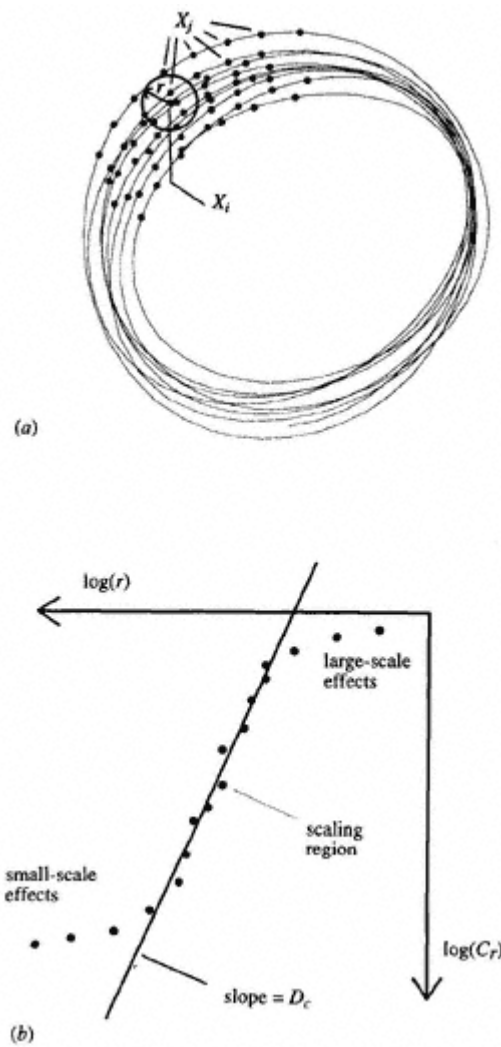 X_j
r
X_i
(a)
log(r)
large-scale
effects
scaling
region
small-scale
effects
log(C_r)
slope = D_c
(b)